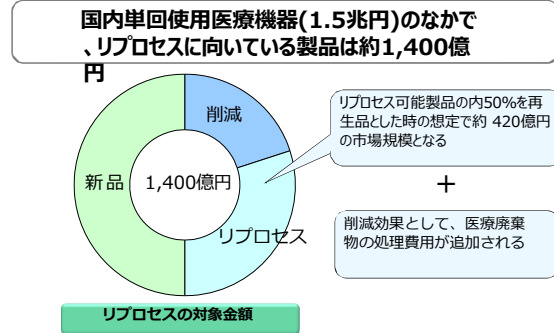 国内単回使用医療機器(1.5兆円)のなかで
、リプロセスに向いている製品は約1,400億
円
削減
新品
1,400億円
リプロセス
リプロセスの対象金額
リプロセス可能製品の内50%を再
生品とした時の想定で約 420億円
の市場規模となる
+
削減効果として、医療廃棄
物の処理費用が追加される